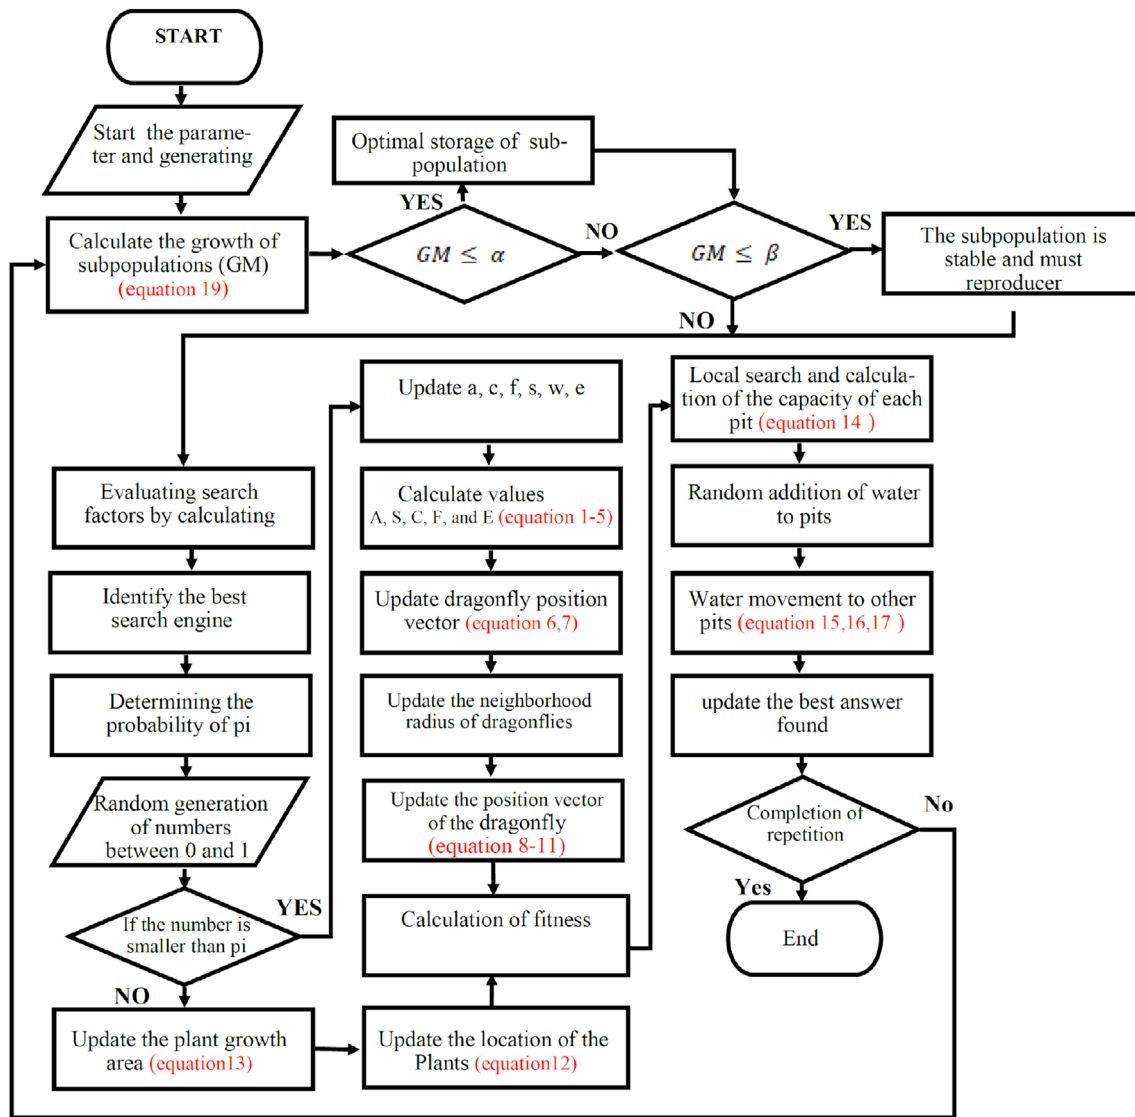 START
Start the parame-
ter and generating
Calculate the growth of
subpopulations (GM)
(equation 19)
Optimal storage of sub-
population
YES
GM ≤ α
NO
GM ≤ β
YES
The subpopulation is
stable and must
reproducer
NO
Evaluating search
factors by calculating
Identify the best
search engine
Determining the
probability of pi
Random generation
of numbers
between 0 and 1
If the number is
smaller than pi
YES
NO
Update the plant growth
area (equation13)
Update the location of the
Plants (equation12)
Update a, c, f, s, w, e
Calculate values
A, S, C, F, and E (equation 1-5)
Update dragonfly position
vector (equation 6,7)
Update the neighborhood
radius of dragonflies
Update the position vector
of the dragonfly
(equation 8-11)
Calculation of fitness
Local search and calcula-
tion of the capacity of each
pit (equation 14 )
Random addition of water
to pits
Water movement to other
pits (equation 15,16,17 )
update the best answer
found
Completion of
repetition
No
Yes
End